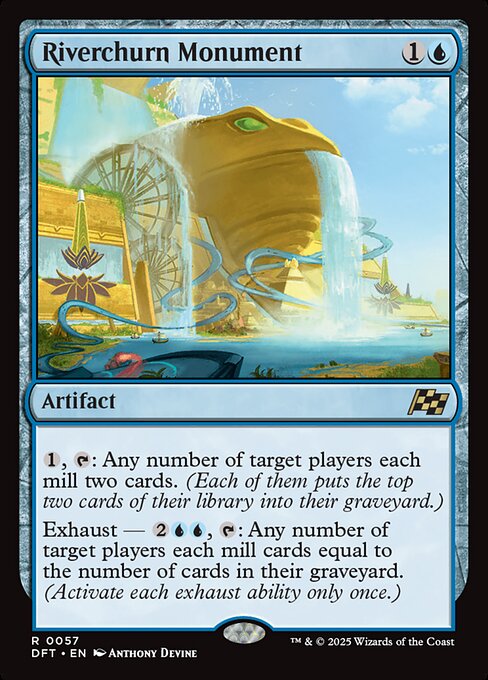 Riverchurn Monument 1
Artifact
1, : Any number of target players each
mill two cards. (Each of them puts the top
two cards of their library into their graveyard.)
Exhaust — 2, : Any number of
target players each mill cards equal to
the number of cards in their graveyard.
(Activate each exhaust ability only once.)
R 0057
DFT • EN Anthony Devine
™ & © 2025 Wizards of the Coast